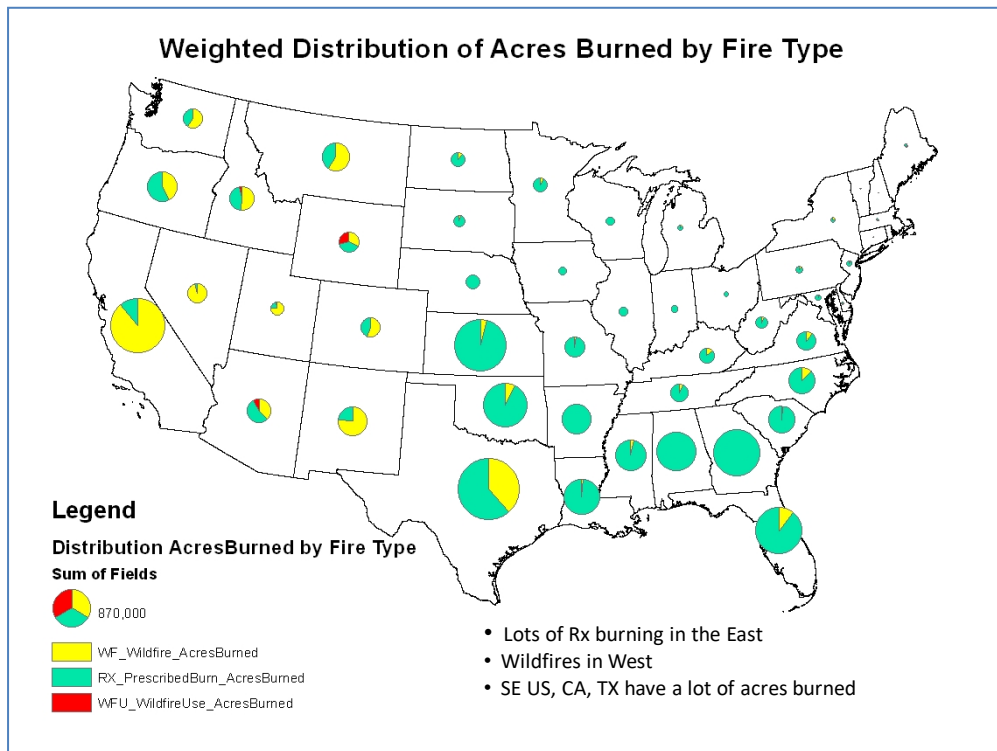 Weighted Distribution of Acres Burned by Fire Type
Legend
Distribution AcresBurned by Fire Type
Sum of Fields
870,000
WF_Wildfire_AcresBurned
RX_PrescribedBurn_AcresBurned
WFU_WildfireUse_AcresBurned
• Lots of Rx burning in the East
• Wildfires in West
• SE US, CA, TX have a lot of acres burned